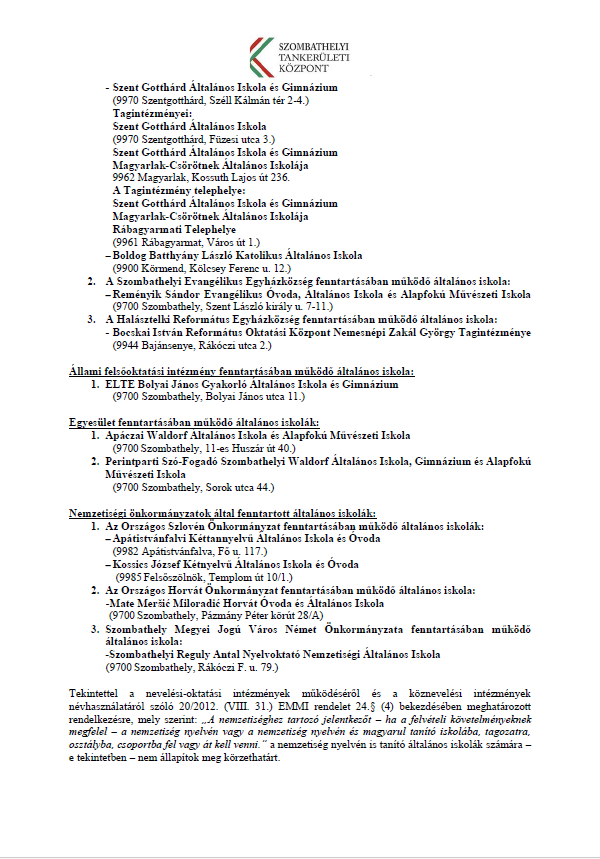 SZOMBATHELYI
TANKERÜLETI
KÖZPONT
- Szent Gotthárd Általános Iskola és Gimnázium
(9970 Szentgotthárd, Széll Kálmán tér 2-4.)
Tagintézményei:
Szent Gotthárd Általános Iskola
(9970 Szentgotthárd, Füzesi utca 3.)
Szent Gotthárd Általános Iskola és Gimnázium
Magyarlak-Csörötnek Általános Iskolája
9962 Magyarlak, Kossuth Lajos út 236.
A Tagintézmény telephelye:
Szent Gotthárd Általános Iskola és Gimnázium
Magyarlak-Csörötnek Általános Iskolája
Rábagyarmati Telephelye
(9961 Rábagyarmat, Város út 1.)
– Boldog Batthyány László Katolikus Általános Iskola
(9900 Körmend, Kölcsey Ferenc u. 12.)
2. A Szombathelyi Evangélikus Egyházközség fenntartásában működő általános iskola:
– Reményik Sándor Evangélikus Óvoda, Általános Iskola és Alapfokú Művészeti Iskola
(9700 Szombathely, Szent László király u. 7-11.)
3. A Halásztelki Református Egyházközség fenntartásában működő általános iskola:
- Bocskai István Református Oktatási Központ Nemesnépi Zakál György Tagintézménye
(9944 Bajánsenye, Rákóczi utca 2.)
Állami felsőoktatási intézmény fenntartásában működő általános iskola:
1. ELTE Bolyai János Gyakorló Általános Iskola és Gimnázium
(9700 Szombathely, Bolyai János utca 11.)
Egyesület fenntartásában működő általános iskolák:
1. Apáczai Waldorf Általános Iskola és Alapfokú Művészeti Iskola
(9700 Szombathely, 11-es Huszár út 40.)
2. Perintparti Szó-Fogadó Szombathelyi Waldorf Általános Iskola, Gimnázium és Alapfokú
Művészeti Iskola
(9700 Szombathely, Sorok utca 44.)
Nemzetiségi önkormányzatok által fenntartott általános iskolák:
1. Az Országos Szlovén Önkormányzat fenntartásában működő általános iskolák:
– Apátistvánfalvi Kéttannyelvű Általános Iskola és Óvoda
(9982 Apátistvánfalva, Fő u. 117.)
– Kossics József Kétnyelvű Általános Iskola és Óvoda
(9985 Felsőszölnök, Templom út 10/1.)
2. Az Országos Horvát Önkormányzat fenntartásában működő általános iskola:
-Mate Meršić Miloradić Horvát Óvoda és Általános Iskola
(9700 Szombathely, Pázmány Péter körút 28/A)
3. Szombathely Megyei Jogú Város Német Önkormányzata fenntartásában működő
általános iskola:
-Szombathelyi Reguly Antal Nyelvoktató Nemzetiségi Általános Iskola
(9700 Szombathely, Rákóczi F. u. 79.)
Tekintettel a nevelési-oktatási intézmények működéséről és a köznevelési intézmények
névhasználatáról szóló 20/2012. (VIII. 31.) EMMI rendelet 24.§ (4) bekezdésében meghatározott
rendelkezésre, mely szerint: „A nemzetiséghez tartozó jelentkezőt – ha a felvételi követelményeknek
megfelel – a nemzetiség nyelvén vagy a nemzetiség nyelvén és magyarul tanító iskolába, tagozatra,
osztályba, csoportba fel vagy át kell venni.” a nemzetiség nyelvén is tanító általános iskolák számára –
e tekintetben – nem állapítok meg körzethatárt.